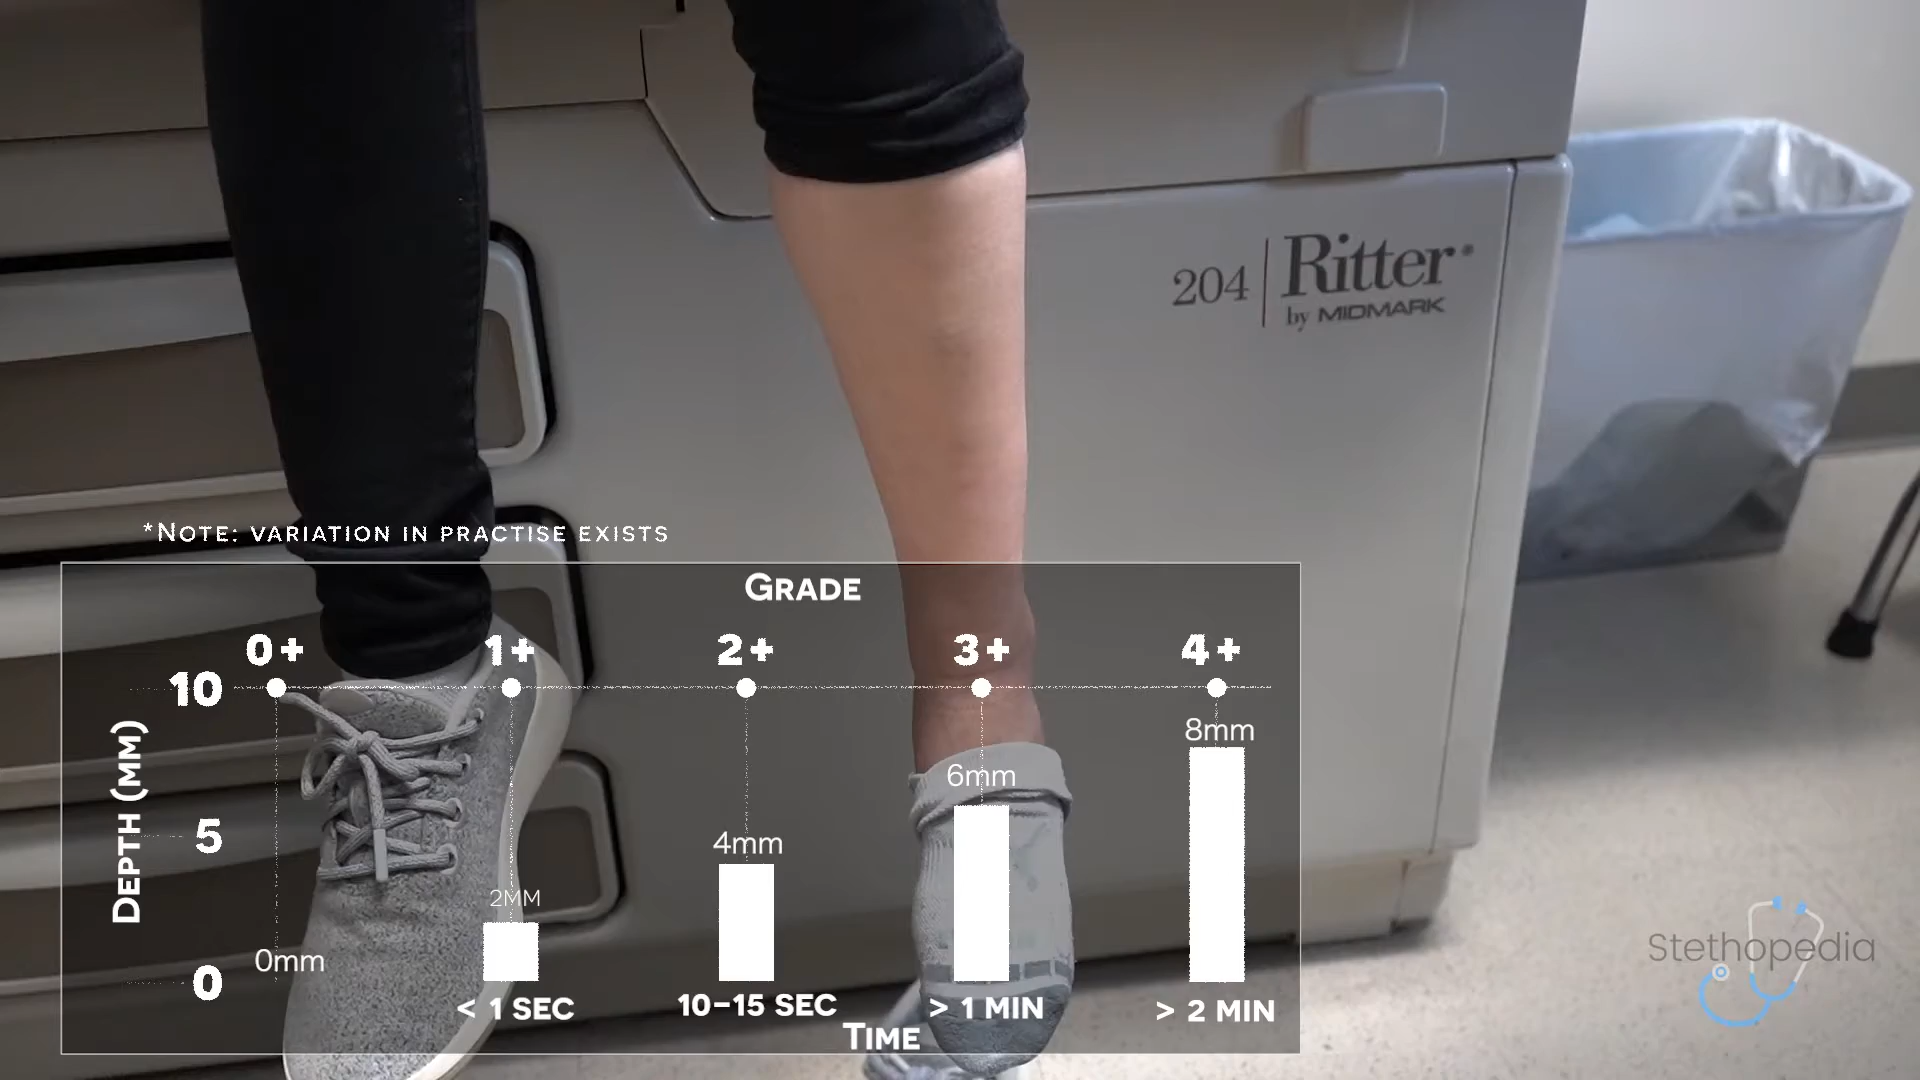 204 | Ritter®
by MIDMARK
*NOTE: VARIATION IN PRACTISE EXISTS
GRADE
0+ 1+ 2+ 3+ 4+
10
8mm
6mm
DEPTH (MM)
5
4mm
2MM
0mm
0
< 1 SEC 10-15 SEC > 1 MIN > 2 MIN
TIME
Stethopedia